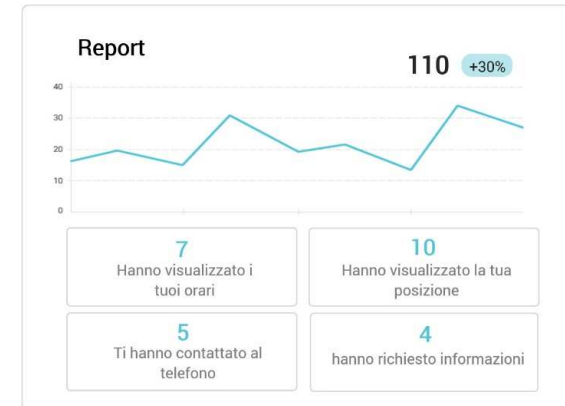 Report
110 +30%
40
30
20
10
0
7
Hanno visualizzato i
tuoi orari
10
Hanno visualizzato la tua
posizione
5
Ti hanno contattato al
telefono
4
hanno richiesto informazioni